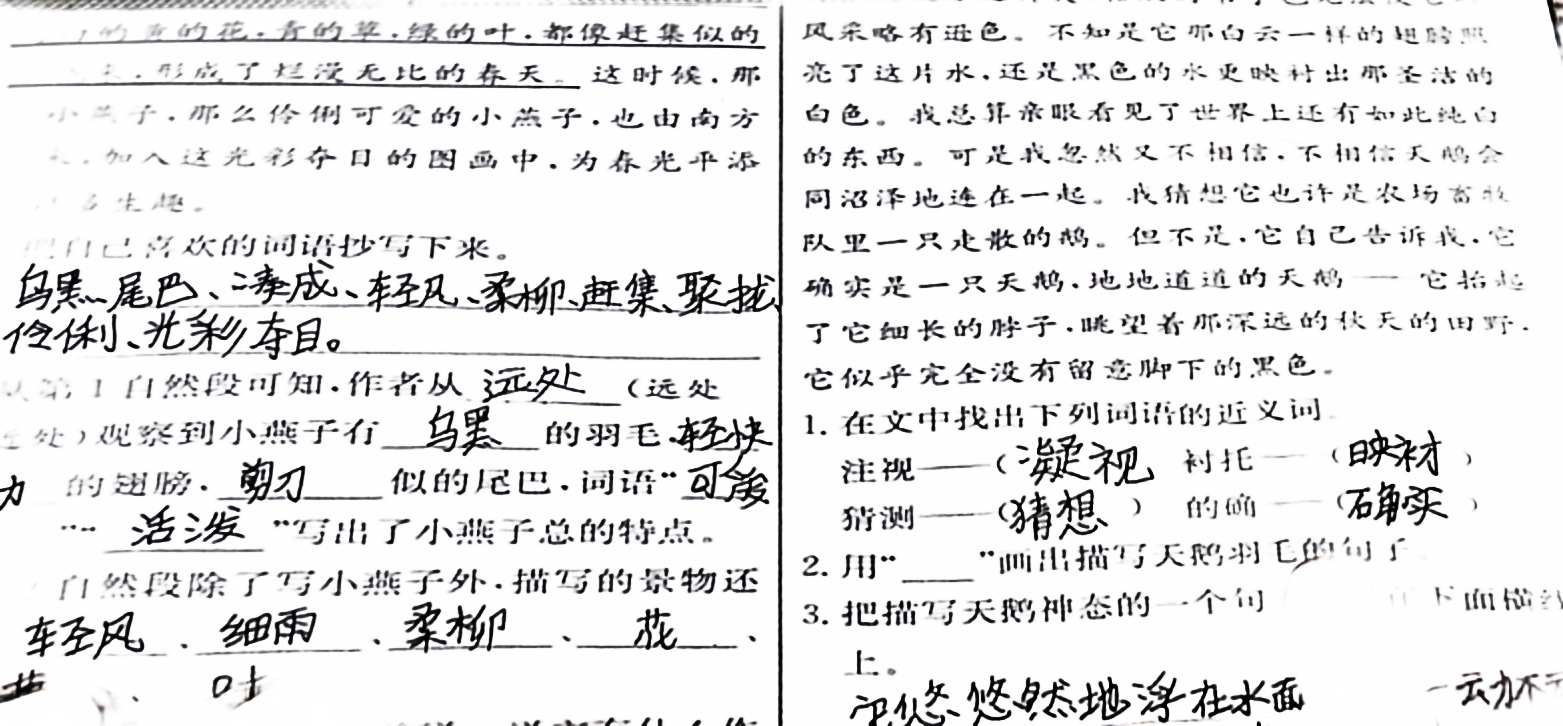 的黄的花，青的草，绿的叶，都像赶集似的
，形成了烂漫无比的春天。这时候，那
小燕子，那么伶俐可爱的小燕子，也由南方
，加入这光彩夺目的图画中，为春光平添
生趣。
把自己喜欢的词语抄写下来。
乌黑、尾巴、凑成、轻风、柔柳、赶集、聚拢
伶俐、光彩夺目。
从第1自然段可知，作者从 远处 （远处
处）观察到小燕子有 乌黑 的羽毛，轻快
力 的翅膀， 剪刀 似的尾巴，词语“可爱
”“ 活泼 ”写出了小燕子总的特点。
自然段除了写小燕子外，描写的景物还
轻风 、 细雨 、 柔柳 、 花 、
、 叶
风采略有逊色。不知是它那白云一样的翅膀照
亮了这片水，还是黑色的水更映衬出那圣洁的
白色。我总算亲眼看见了世界上还有如此纯白
的东西。可是我忽然又不相信，不相信天鹅会
同沼泽地连在一起。我猜想它也许是农场畜牧
队里一只走散的鹅。但不是，它自己告诉我，它
确实是一只天鹅，地地道道的天鹅——它抬起
了它细长的脖子，眺望着那深远的秋天的田野，
它似乎完全没有留意脚下的黑色。
1. 在文中找出下列词语的近义词
注视——（凝视 衬托——（映衬）
猜测——（猜想） 的确——（确实）
2. 用“____”画出描写天鹅羽毛的句子
3. 把描写天鹅神态的一个句 下面横线
上。
它悠悠然地浮在水面 一动不